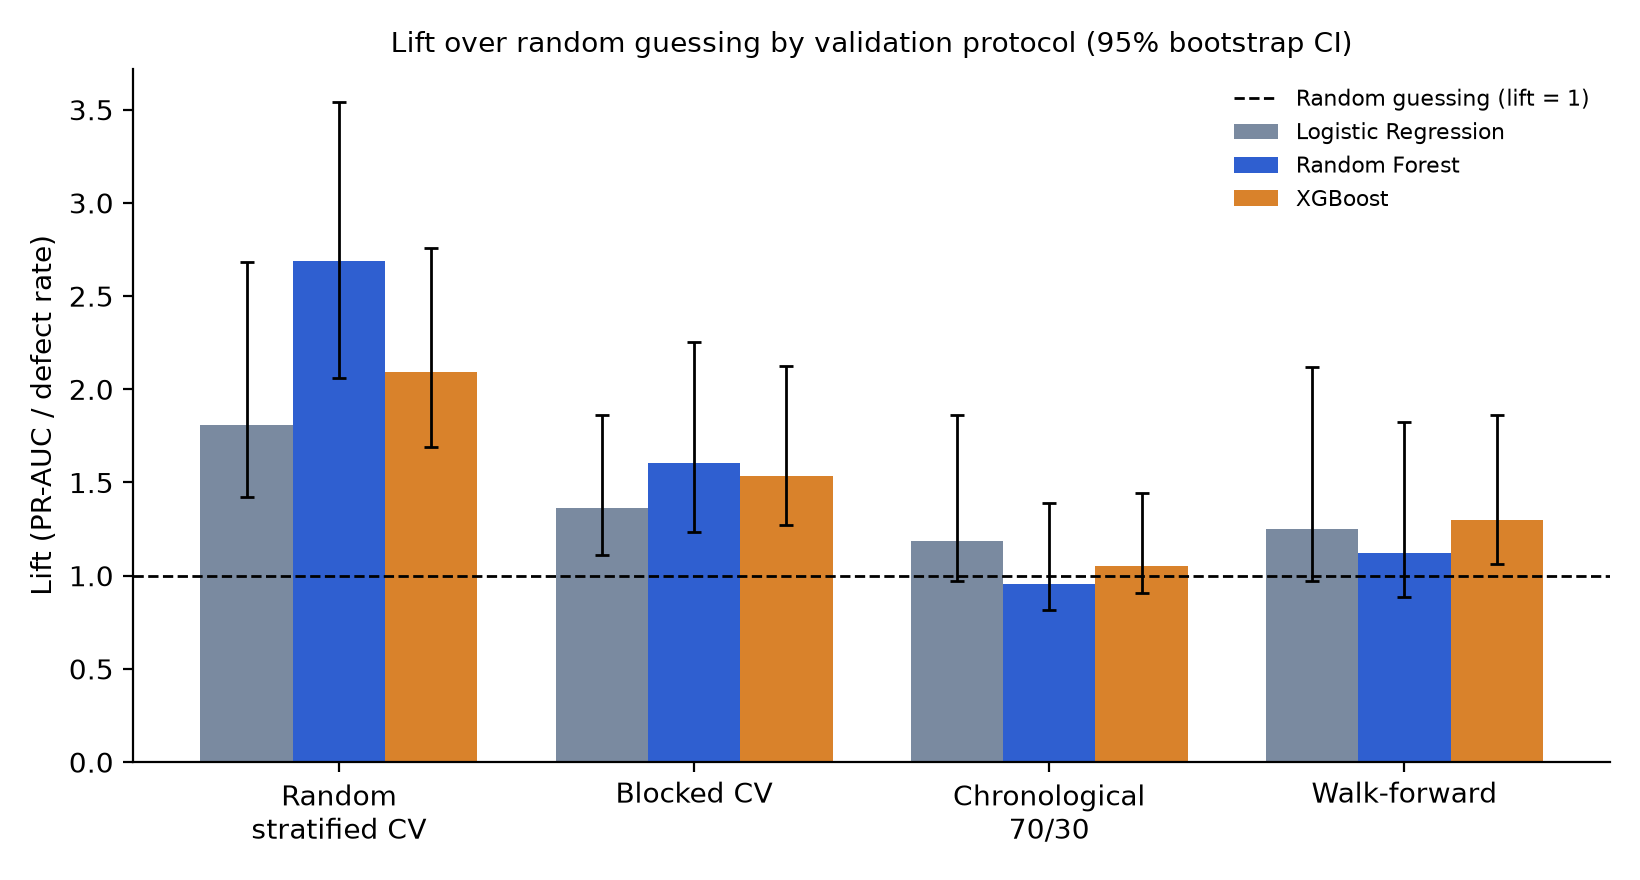 Lift over random guessing by validation protocol (95% bootstrap CI)
Lift (PR-AUC / defect rate)
3.5
3.0
2.5
2.0
1.5
1.0
0.5
0.0
Random guessing (lift = 1)
Logistic Regression
Random Forest
XGBoost
Random
stratified CV
Blocked CV
Chronological
70/30
Walk-forward